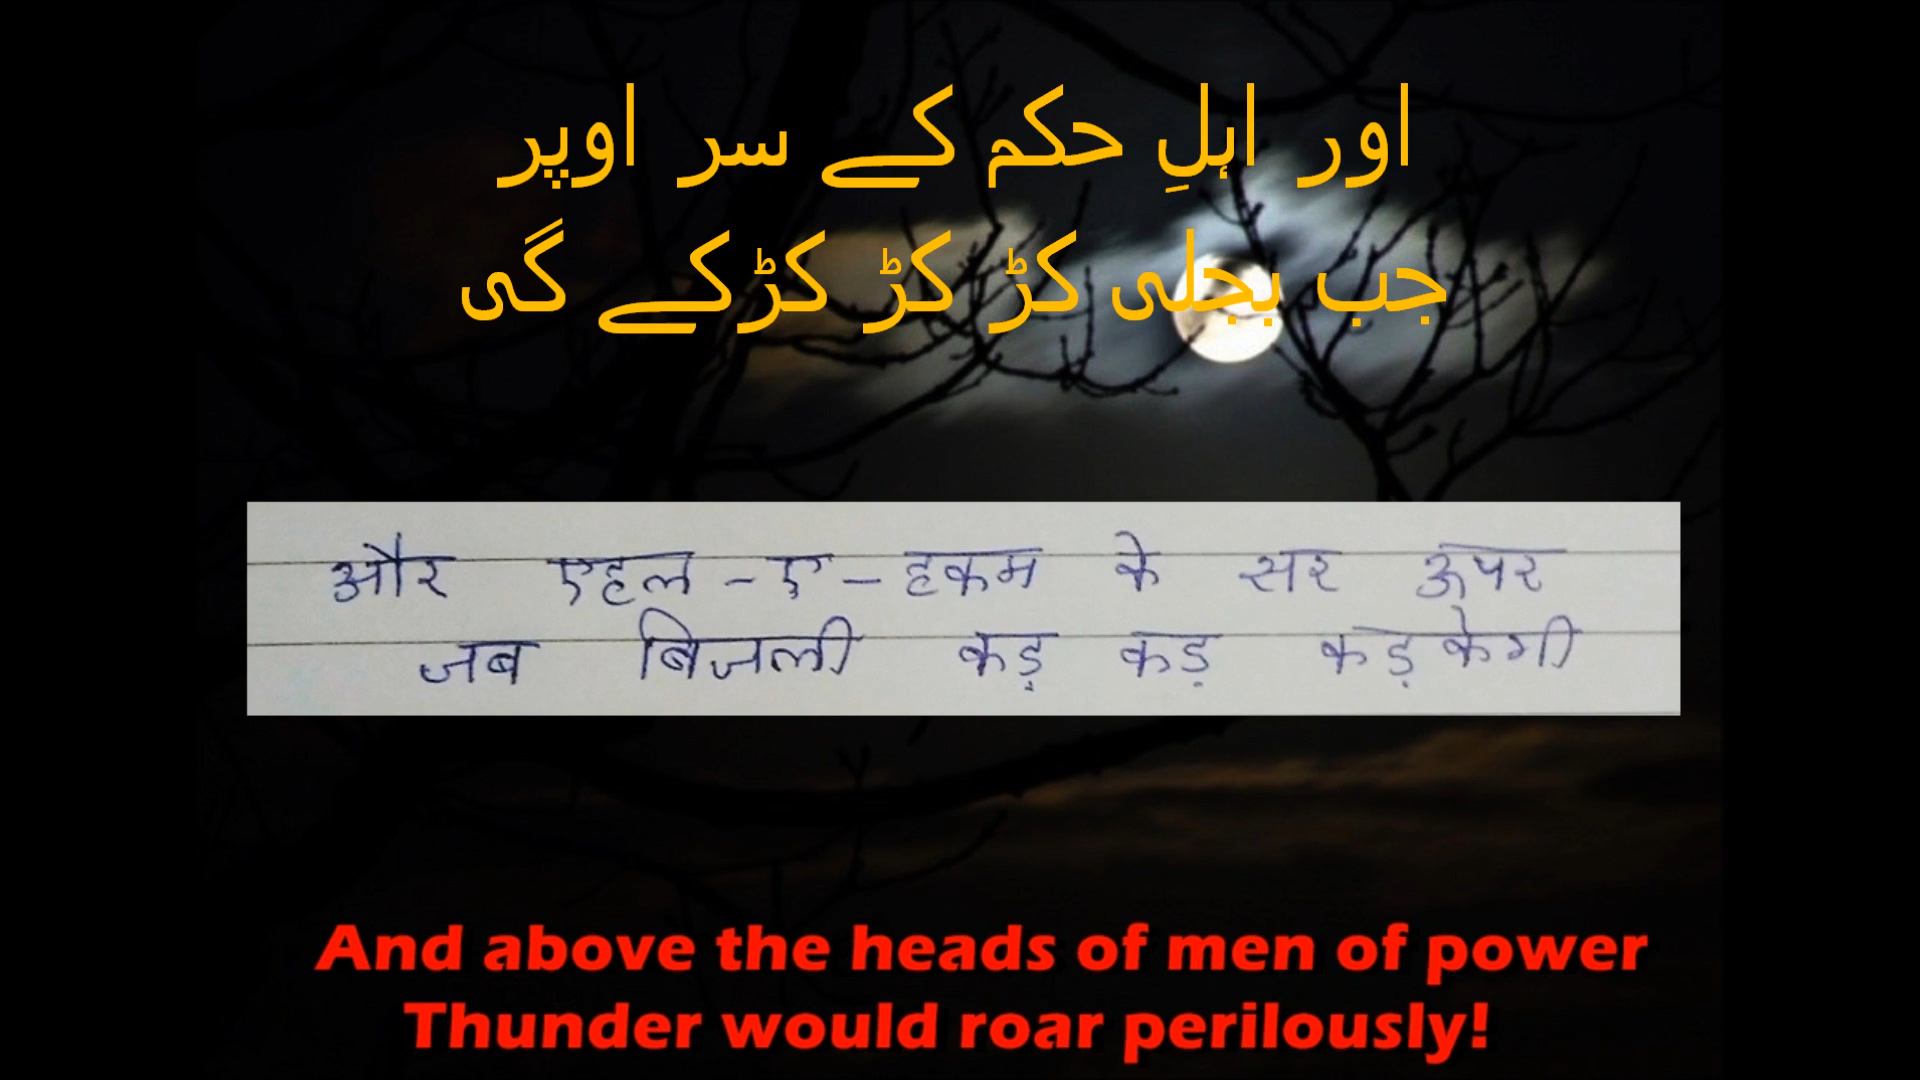 اور اہلِ حکم کے سر اوپر
جب بجلی کڑ کڑ کڑکے گی
और एहल-ए-हकम के सर ऊपर
जब बिजली कड़ कड़ कड़केगी
And above the heads of men of power
Thunder would roar perilously!